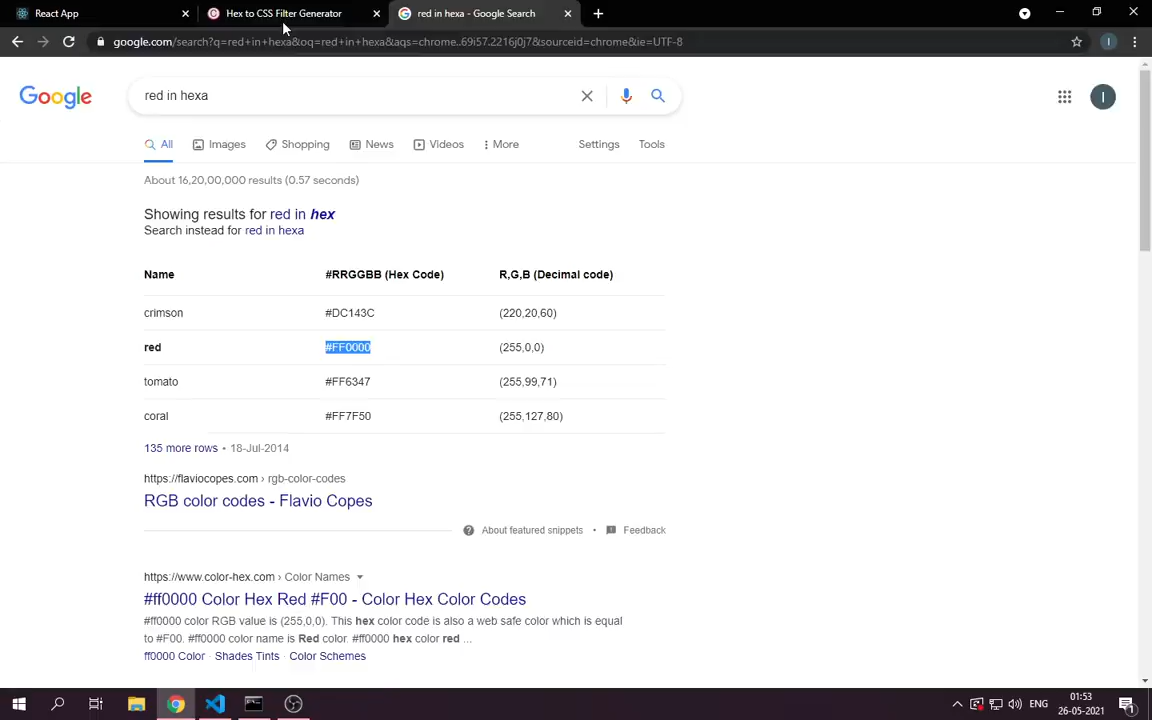 React App
Hex to CSS Filter Generator
red in hexa - Google Search
google.com/search?q=red+in+hexa&oq=red+in+hexa&aqs=chrome..69i57.2216j0j7&sourceid=chrome&ie=UTF-8
I
Google
red in hexa
I
All
Images
Shopping
News
Videos
More
Settings
Tools
About 16,20,00,000 results (0.57 seconds)
Showing results for red in hex
Search instead for red in hexa
Name #RRGGBB (Hex Code) R,G,B (Decimal code)
crimson #DC143C (220,20,60)
red #FF0000 (255,0,0)
tomato #FF6347 (255,99,71)
coral #FF7F50 (255,127,80)
135 more rows • 18-Jul-2014
https://flaviocopes.com › rgb-color-codes
RGB color codes - Flavio Copes
About featured snippets • Feedback
https://www.color-hex.com › Color Names
#ff0000 Color Hex Red #F00 - Color Hex Color Codes
#ff0000 color RGB value is (255,0,0). This hex color code is also a web safe color which is equal
to #F00. #ff0000 color name is Red color. #ff0000 hex color red ...
ff0000 Color · Shades Tints · Color Schemes
ENG
01:53
26-05-2021
1